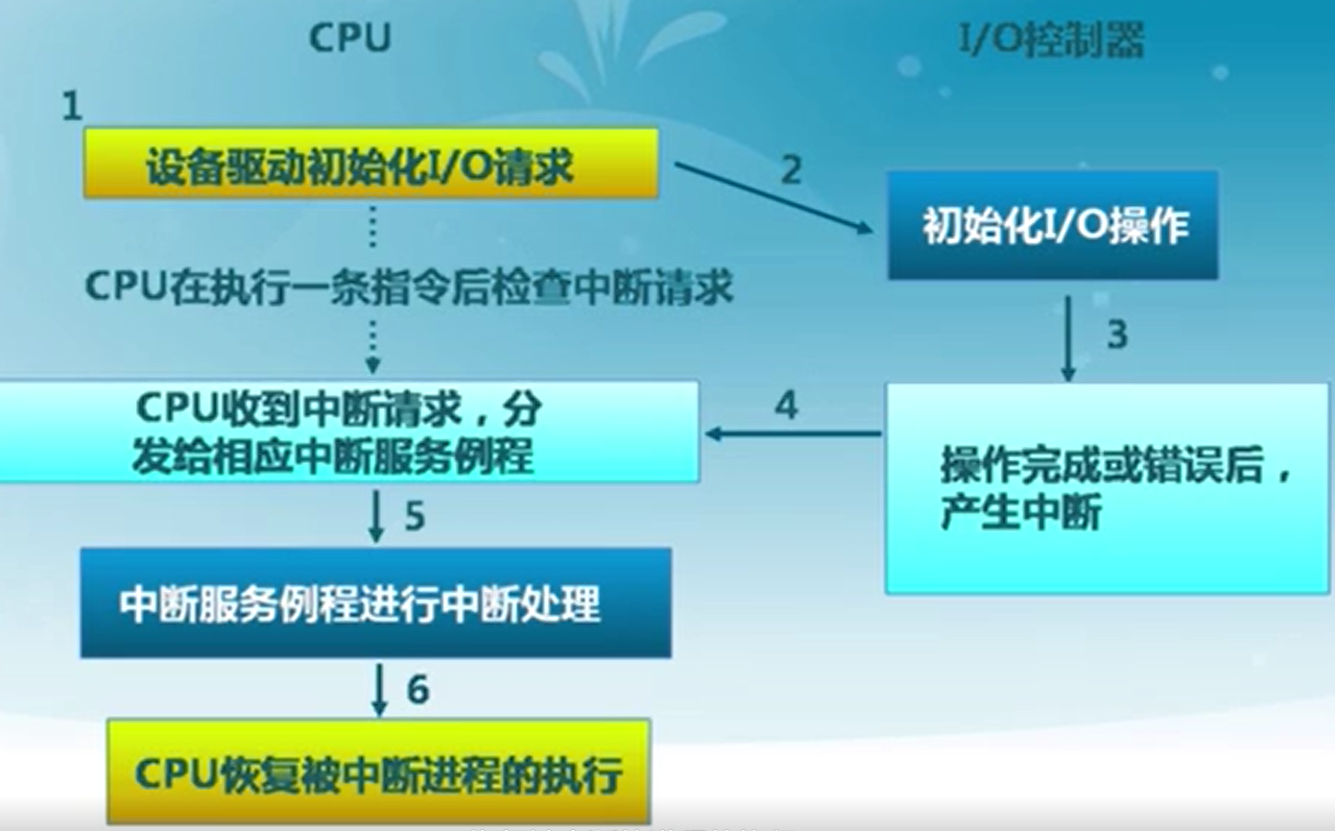 CPU
I/O控制器
1
设备驱动初始化I/O请求
2
初始化I/O操作
CPU在执行一条指令后检查中断请求
3
CPU收到中断请求，分
发给相应中断服务例程
4
操作完成或错误后，
产生中断
5
中断服务例程进行中断处理
6
CPU恢复被中断进程的执行